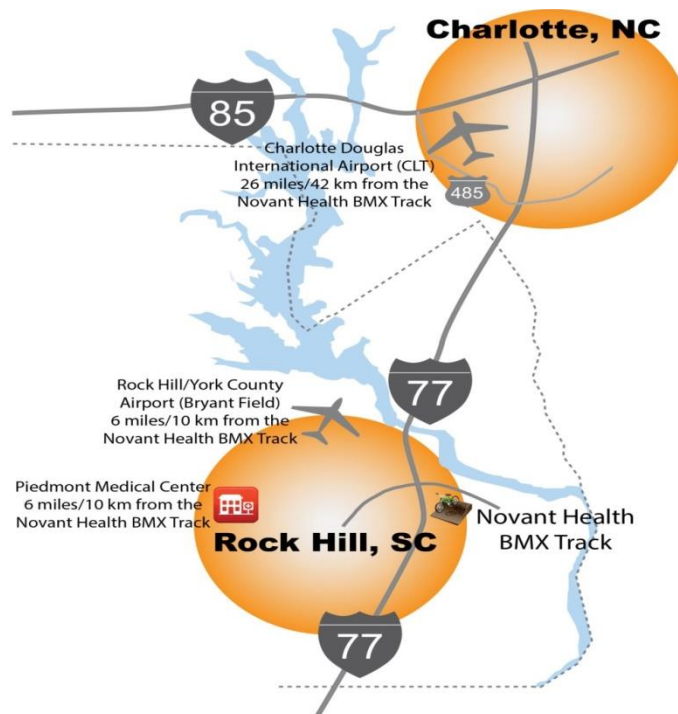 Charlotte, NC
85
Charlotte Douglas
International Airport (CLT)
26 miles/42 km from the
Novant Health BMX Track
485
77
Rock Hill/York County
Airport (Bryant Field)
6 miles/10 km from the
Novant Health BMX Track
Piedmont Medical Center
6 miles/10 km from the
Novant Health BMX Track
Rock Hill, SC
Novant Health
BMX Track
77